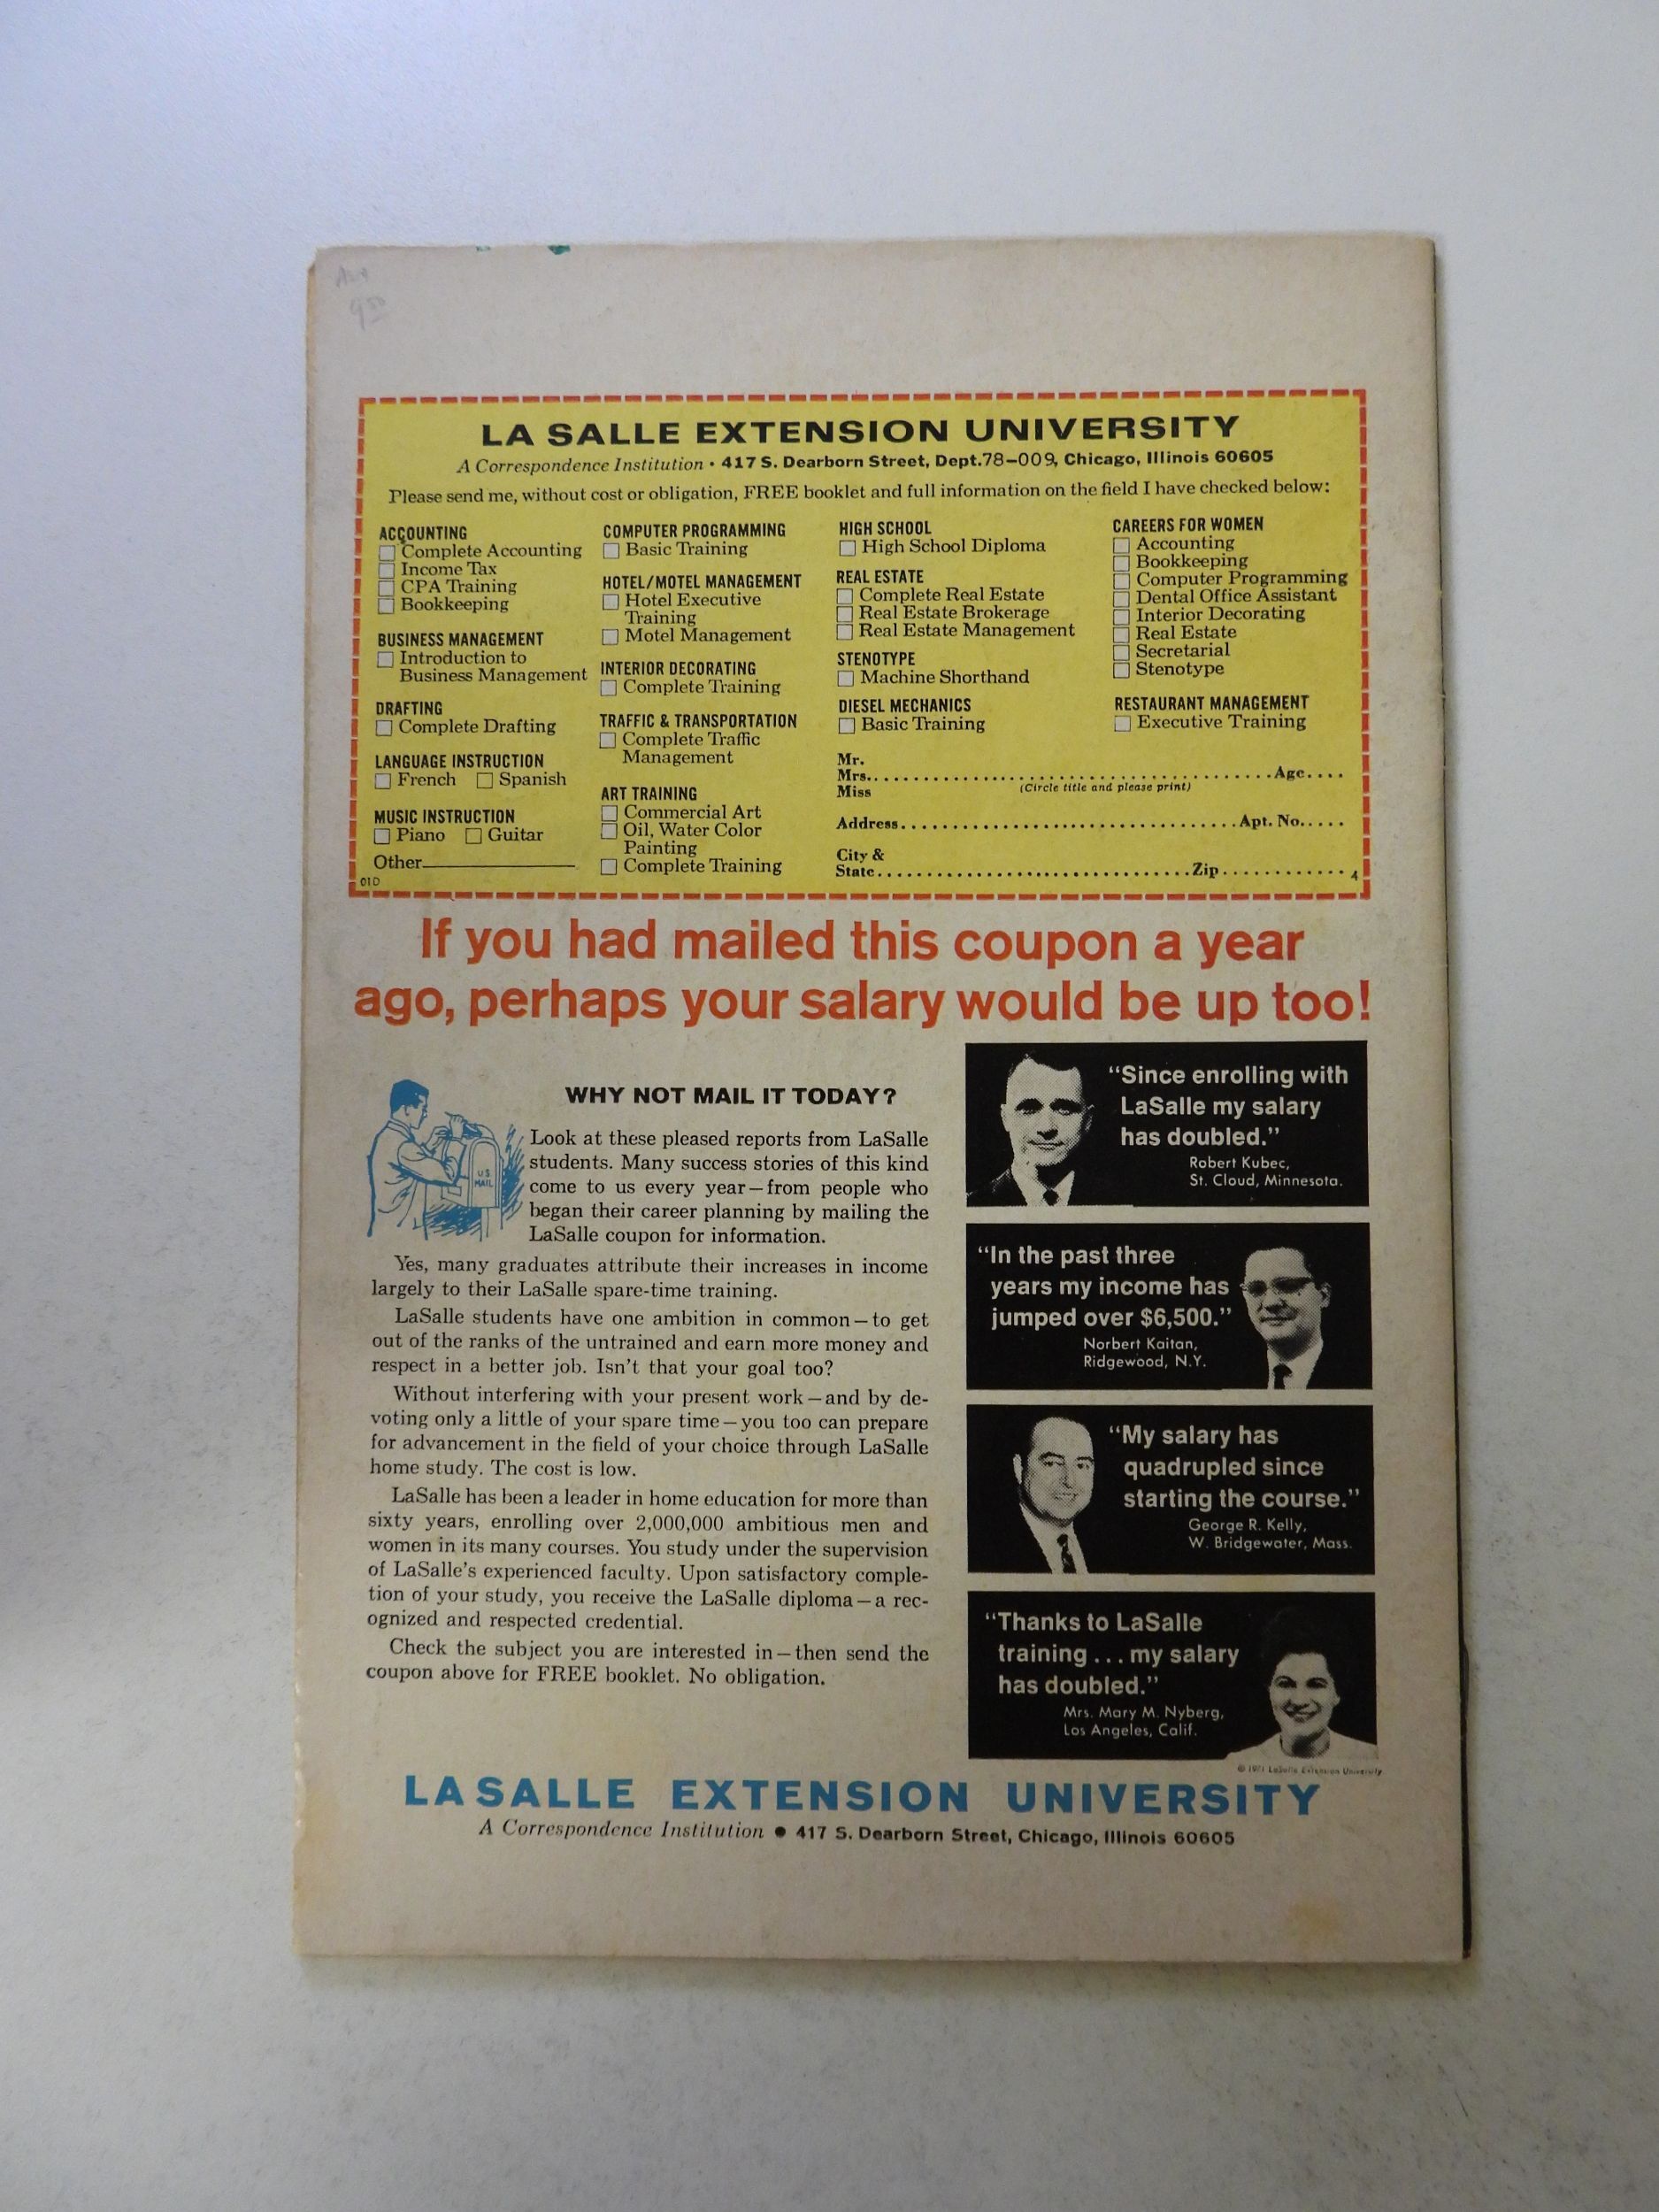 LA SALLE EXTENSION UNIVERSITY
A Correspondence Institution • 417 S. Dearborn Street, Dept. 78-009, Chicago, Illinois 60605
Please send me, without cost or obligation, FREE booklet and full information on the field I have checked below:
ACCOUNTING
Complete Accounting
Income Tax
CPA Training
Bookkeeping
BUSINESS MANAGEMENT
Introduction to
Business Management
DRAFTING
Complete Drafting
LANGUAGE INSTRUCTION
French Spanish
MUSIC INSTRUCTION
Piano Guitar
Other
01D
COMPUTER PROGRAMMING
Basic Training
HOTEL/MOTEL MANAGEMENT
Hotel Executive
Training
Motel Management
INTERIOR DECORATING
Complete Training
TRAFFIC & TRANSPORTATION
Complete Traffic
Management
ART TRAINING
Commercial Art
Oil, Water Color
Painting
Complete Training
HIGH SCHOOL
High School Diploma
REAL ESTATE
Complete Real Estate
Real Estate Brokerage
Real Estate Management
STENOTYPE
Machine Shorthand
DIESEL MECHANICS
Basic Training
CAREERS FOR WOMEN
Accounting
Bookkeeping
Computer Programming
Dental Office Assistant
Interior Decorating
Real Estate
Secretarial
Stenotype
RESTAURANT MANAGEMENT
Executive Training
Mr.
Mrs. Age
Miss (Circle title and please print)
Address Apt. No.
City &
State Zip 4
If you had mailed this coupon a year
ago, perhaps your salary would be up too!
WHY NOT MAIL IT TODAY?
U.S.
MAIL
Look at these pleased reports from LaSalle
students. Many success stories of this kind
come to us every year—from people who
began their career planning by mailing the
LaSalle coupon for information.
Yes, many graduates attribute their increases in income
largely to their LaSalle spare-time training.
LaSalle students have one ambition in common—to get
out of the ranks of the untrained and earn more money and
respect in a better job. Isn't that your goal too?
Without interfering with your present work—and by de-
voting only a little of your spare time—you too can prepare
for advancement in the field of your choice through LaSalle
home study. The cost is low.
LaSalle has been a leader in home education for more than
sixty years, enrolling over 2,000,000 ambitious men and
women in its many courses. You study under the supervision
of LaSalle's experienced faculty. Upon satisfactory comple-
tion of your study, you receive the LaSalle diploma—a rec-
ognized and respected credential.
Check the subject you are interested in—then send the
coupon above for FREE booklet. No obligation.
"Since enrolling with
LaSalle my salary
has doubled."
Robert Kubec,
St. Cloud, Minnesota.
"In the past three
years my income has
jumped over $6,500."
Norbert Kaitan,
Ridgewood, N.Y.
"My salary has
quadrupled since
starting the course."
George R. Kelly,
W. Bridgewater, Mass.
"Thanks to LaSalle
training . . . my salary
has doubled."
Mrs. Mary M. Nyberg,
Los Angeles, Calif.
© 1971 LaSalle Extension University
LASALLE EXTENSION UNIVERSITY
A Correspondence Institution • 417 S. Dearborn Street, Chicago, Illinois 60605